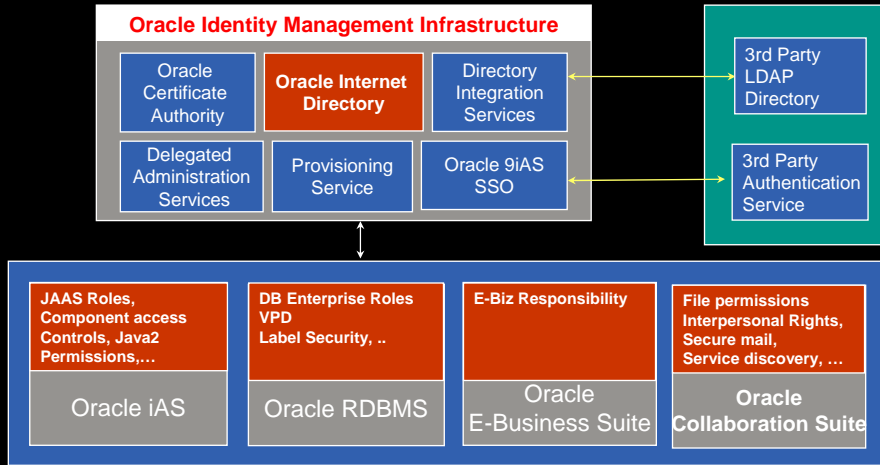 Oracle Identity Management Infrastructure
Oracle
Certificate
Authority
Oracle Internet
Directory
Directory
Integration
Services
3rd Party
LDAP
Directory
Delegated
Administration
Services
Provisioning
Service
Oracle 9iAS
SSO
3rd Party
Authentication
Service
JAAS Roles,
Component access
Controls, Java2
Permissions,…
Oracle iAS
DB Enterprise Roles
VPD
Label Security, ..
Oracle RDBMS
E-Biz Responsibility
Oracle
E-Business Suite
File permissions
Interpersonal Rights,
Secure mail,
Service discovery, …
Oracle
Collaboration Suite